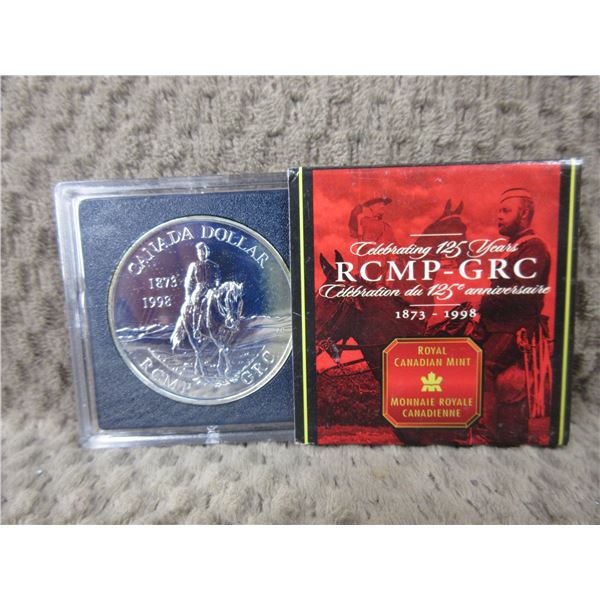 CANADA DOLLAR
1873
1998
RCMP GRC
Celebrating 125 Years
RCMP-GRC
Célébration du 125e anniversaire
1873 - 1998
ROYAL
CANADIAN MINT
MONNAIE ROYALE
CANADIENNE